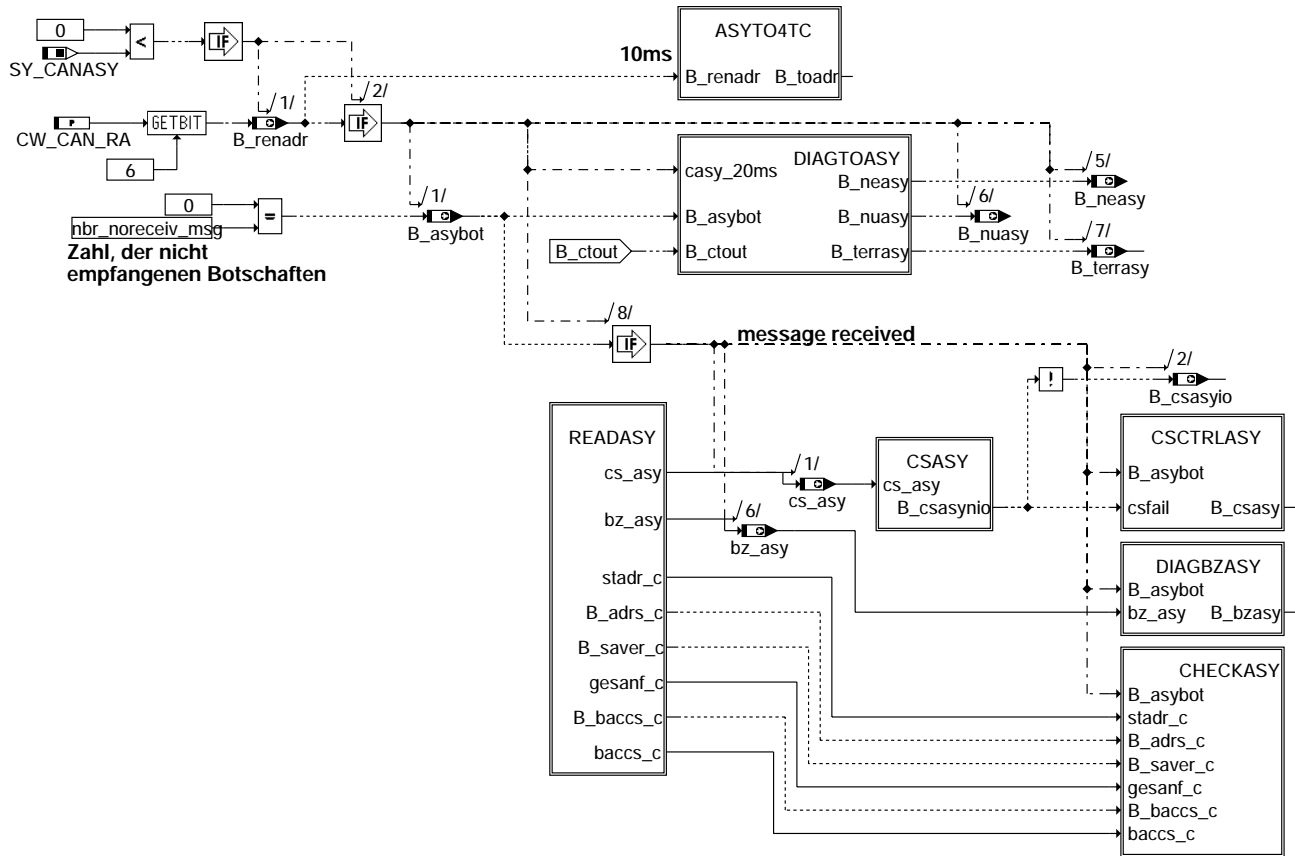 0
<
IF
SY_CANASY
ASYTO4TC
10ms
B_renadr
B_toadr
/1/
/2/
P
CW_CAN_RA
GETBIT
B_renadr
IF
6
DIAGTOASY
casy_20ms
B_neasy
/5/
B_neasy
0
=
nbr_noreceiv_msg
/1/
B_asybot
B_asybot
B_nuasy
/6/
B_nuasy
B_ctout
B_ctout
B_terrasy
/7/
B_terrasy
Zahl, der nicht
empfangenen Botschaften
/8/
IF
message received
!
/2/
B_csasyio
READASY
cs_asy
/1/
cs_asy
CSASY
cs_asy
B_csasynio
CSCTRLASY
B_asybot
csfail
B_csasy
bz_asy
/6/
bz_asy
DIAGBZASY
B_asybot
bz_asy
B_bzasy
stadr_c
B_adrs_c
B_saver_c
gesanf_c
B_baccs_c
baccs_c
CHECKASY
B_asybot
stadr_c
B_adrs_c
B_saver_c
gesanf_c
B_baccs_c
baccs_c